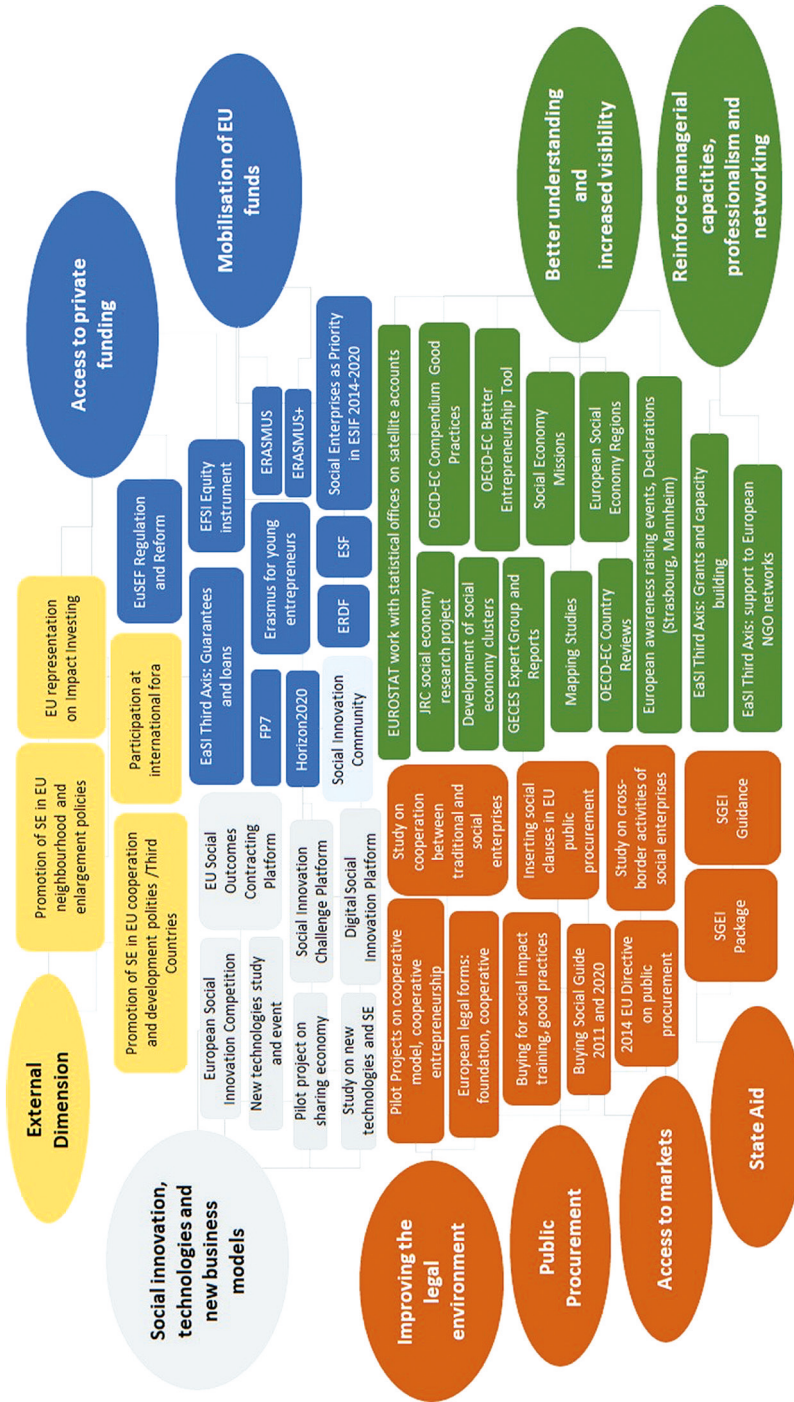 External
Dimension
Promotion of SE in EU
neighbourhood and
enlargement policies
EU representation
on Impact Investing
Promotion of SE in EU cooperation
and development polities /Third
Countries
Participation at
international fora
Access to private
funding
EuSEF Regulation
and Reform
Mobilisation of EU
funds
EaSI Third Axis: Guarantees
and loans
EFSI Equity
instrument
FP7
Erasmus for young
entrepreneurs
ERASMUS
Horizon2020
ERASMUS+
ERDF
ESF
Social Enterprises as Priority
in ESIF 2014-2020
Social innovation,
technologies and
new business
models
European Social
Innovation Competition
EU Social
Outcomes
Contracting
Platform
New technologies study
and event
Pilot project on
sharing economy
Social Innovation
Challenge Platform
Study on new
technologies and SE
Digital Social
Innovation Platform
Social Innovation
Community
Improving the
legal
environment
Pilot Projects on cooperative
model, cooperative
entrepreneurship
Study on
cooperation
between
traditional and
social
enterprises
European legal forms:
foundation, cooperative
Public
Procurement
Buying for social impact
training, good practices
Inserting social
clauses in EU
public
procurement
Buying Social Guide
2011 and 2020
2014 EU Directive
on public
procurement
Study on cross-
border activities of
social enterprises
Access to markets
State Aid
SGEI
Package
SGEI
Guidance
EUROSTAT work with statistical offices on satellite accounts
JRC social economy
research project
OECD-EC Compendium Good
Practices
Development of social
economy clusters
OECD-EC Better
Entrepreneurship Tool
GECES Expert Group and
Reports
Mapping Studies
Social Economy
Missions
OECD-EC Country
Reviews
European Social
Economy Regions
European awareness raising events, Declarations
(Strasbourg, Mannheim)
Better understanding
and
increased visibility
EaSI Third Axis: Grants and capacity
building
EaSI Third Axis: support to European
NGO networks
Reinforce managerial
capacities,
professionalism and
networking